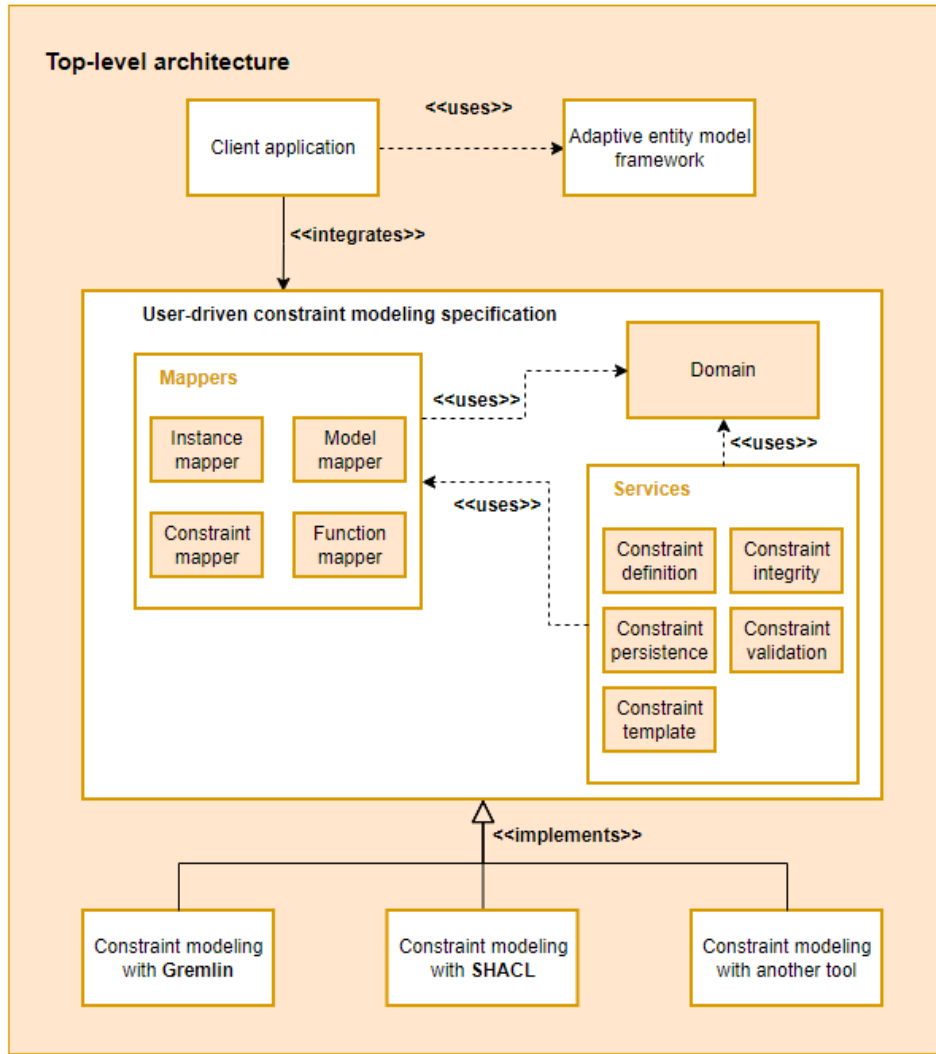 Top-level architecture
<<uses>>
Client application
Adaptive entity model
framework
<<integrates>>
User-driven constraint modeling specification
Mappers
Domain
<<uses>>
Instance
mapper
Model
mapper
<<uses>>
Services
<<uses>>
Constraint
mapper
Function
mapper
Constraint
definition
Constraint
integrity
Constraint
persistence
Constraint
validation
Constraint
template
<<implements>>
Constraint modeling
with Gremlin
Constraint modeling
with SHACL
Constraint modeling
with another tool